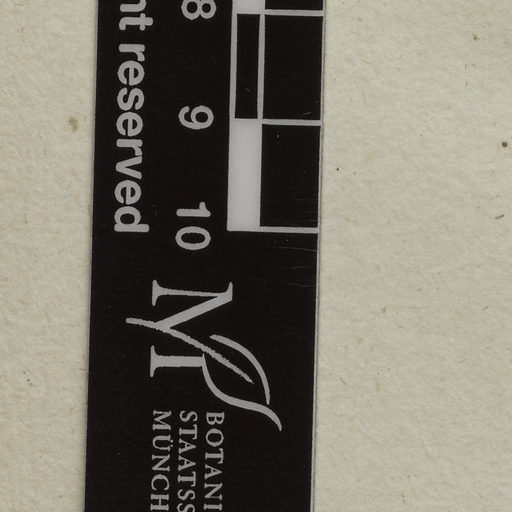 nt reserved
8 9 10
M
BOTANI
STAATSS
MÜNCH